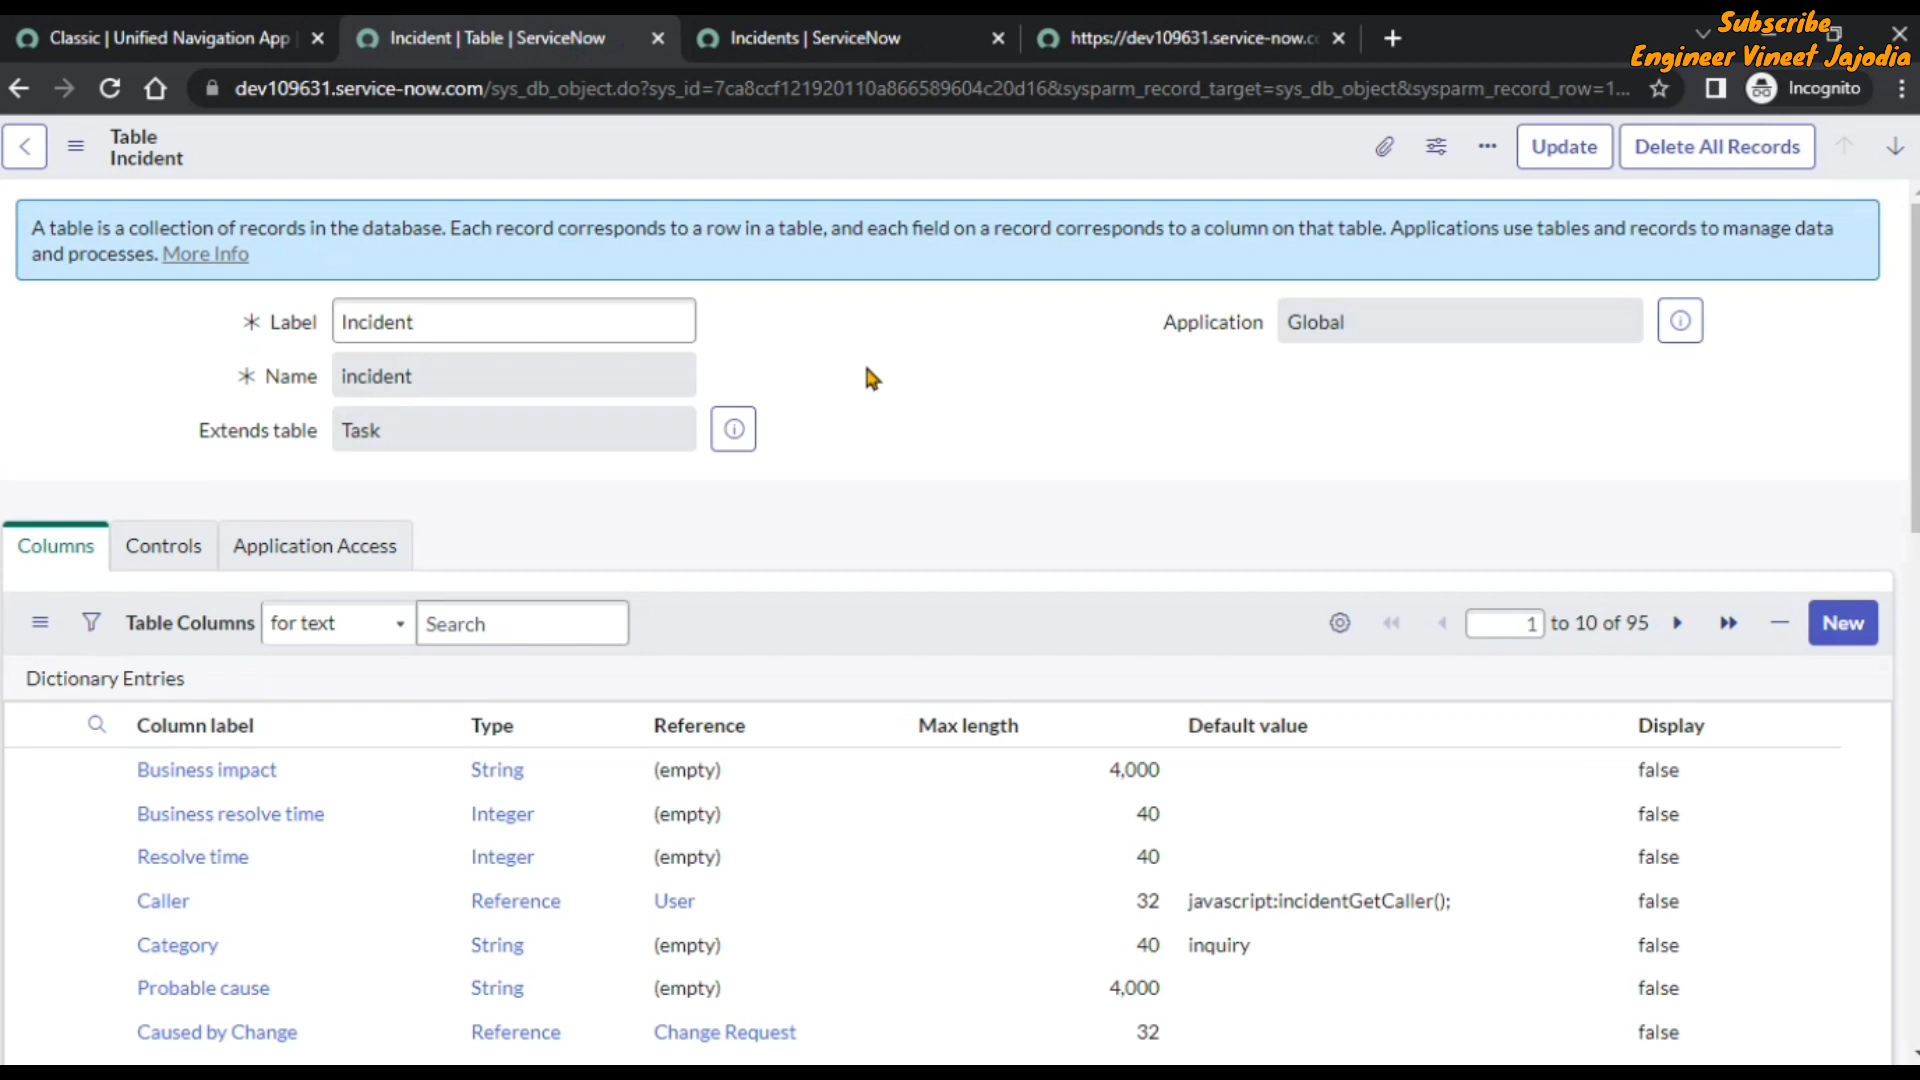 Subscribe
Engineer Vineet Jajodia
Classic | Unified Navigation App
Incident | Table | ServiceNow
Incidents | ServiceNow
https://dev109631.service-now.c
dev109631.service-now.com/sys_db_object.do?sys_id=7ca8ccf121920110a866589604c20d16&sysparm_record_target=sys_db_object&sysparm_record_row=1...
Incognito
Table
Incident
Update
Delete All Records
A table is a collection of records in the database. Each record corresponds to a row in a table, and each field on a record corresponds to a column on that table. Applications use tables and records to manage data
and processes. More Info
Label Incident
Application Global
Name incident
Extends table Task
Columns Controls Application Access
Table Columns for text Search 1 to 10 of 95 New
Dictionary Entries
Column label Type Reference Max length Default value Display
Business impact String (empty) 4,000 false
Business resolve time Integer (empty) 40 false
Resolve time Integer (empty) 40 false
Caller Reference User 32 javascript:incidentGetCaller(); false
Category String (empty) 40 inquiry false
Probable cause String (empty) 4,000 false
Caused by Change Reference Change Request 32 false